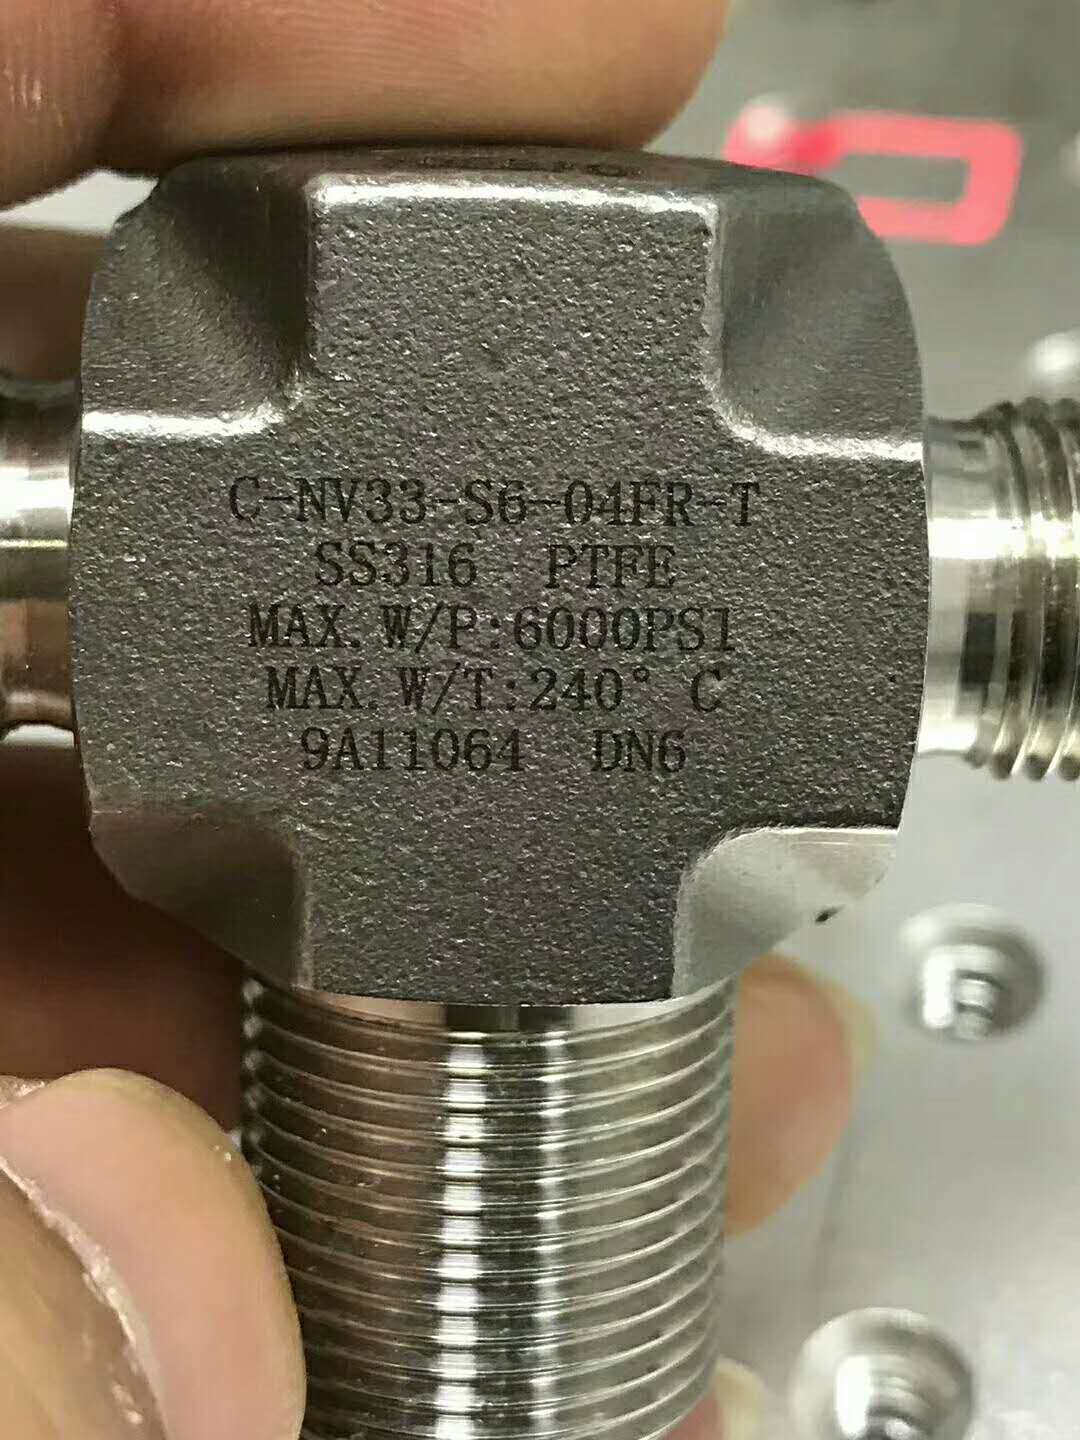 C-NV33-S6-04FR-T
SS316 PTFE
MAX. W/P:6000PSI
MAX. W/T:240° C
9A11064 DN6